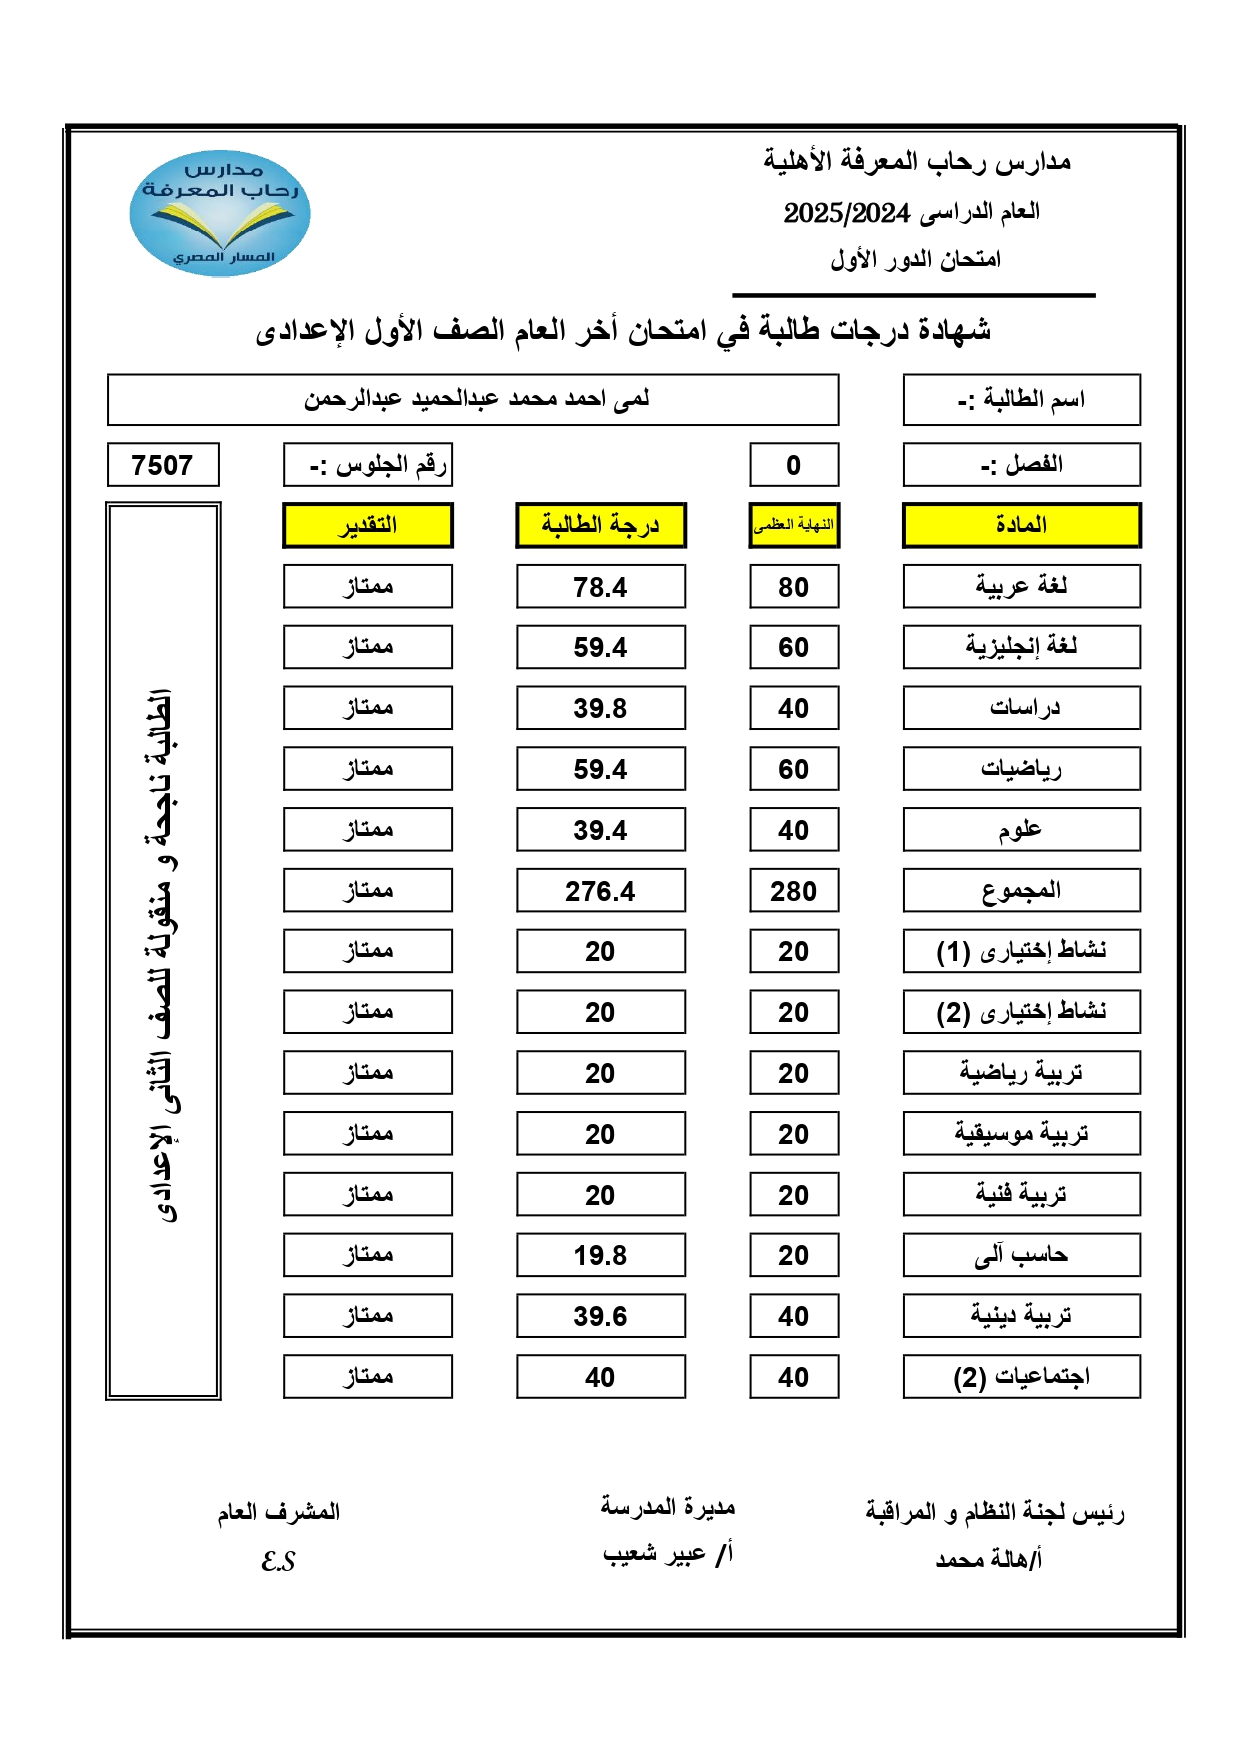 مدارس رحاب المعرفة الأهلية
العام الدراسى 2025/2024
امتحان الدور الأول
مدارس
رحاب المعرفة
المسار المصري
شهادة درجات طالبة في امتحان أخر العام الصف الأول الإعدادى
اسم الطالبة :- لمى احمد محمد عبدالحميد عبدالرحمن
الفصل :- 0 رقم الجلوس :- 7507
المادة النهاية العظمى درجة الطالبة التقدير
لغة عربية 80 78.4 ممتاز
لغة إنجليزية 60 59.4 ممتاز
دراسات 40 39.8 ممتاز
رياضيات 60 59.4 ممتاز
علوم 40 39.4 ممتاز
المجموع 280 276.4 ممتاز
نشاط إختيارى (1) 20 20 ممتاز
نشاط إختيارى (2) 20 20 ممتاز
تربية رياضية 20 20 ممتاز
تربية موسيقية 20 20 ممتاز
تربية فنية 20 20 ممتاز
حاسب آلى 20 19.8 ممتاز
تربية دينية 40 39.6 ممتاز
اجتماعيات (2) 40 40 ممتاز
الطالبة ناجحة و منقولة للصف الثانى الإعدادى
رئيس لجنة النظام و المراقبة مديرة المدرسة المشرف العام
أ/هالة محمد أ/ عبير شعيب E.S